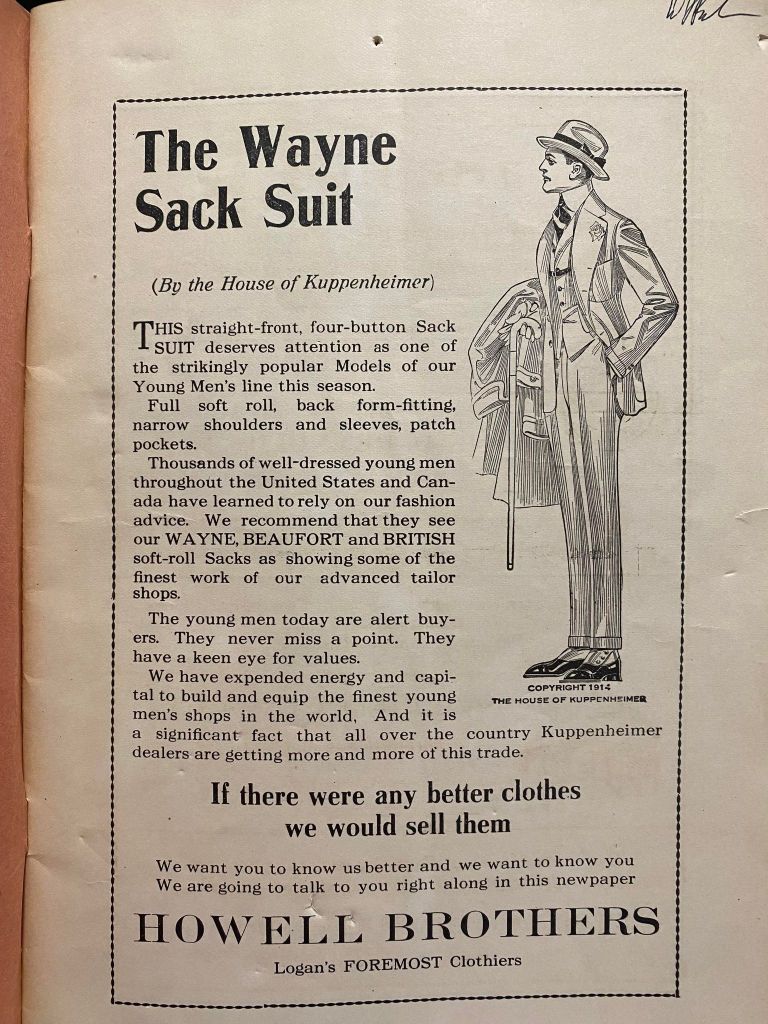 The Wayne
Sack Suit
(By the House of Kuppenheimer)
THIS straight-front, four-button Sack
SUIT deserves attention as one of
the strikingly popular Models of our
Young Men's line this season.
Full soft roll, back form-fitting,
narrow shoulders and sleeves, patch
pockets.
Thousands of well-dressed young men
throughout the United States and Can-
ada have learned to rely on our fashion
advice. We recommend that they see
our WAYNE, BEAUFORT and BRITISH
soft-roll Sacks as showing some of the
finest work of our advanced tailor
shops.
The young men today are alert buy-
ers. They never miss a point. They
have a keen eye for values.
We have expended energy and capi-
tal to build and equip the finest young
men's shops in the world, And it is
a significant fact that all over the country Kuppenheimer
dealers are getting more and more of this trade.
COPYRIGHT 1914
THE HOUSE OF KUPPENHEIMER
If there were any better clothes
we would sell them
We want you to know us better and we want to know you
We are going to talk to you right along in this newpaper
HOWELL BROTHERS
Logan's FOREMOST Clothiers